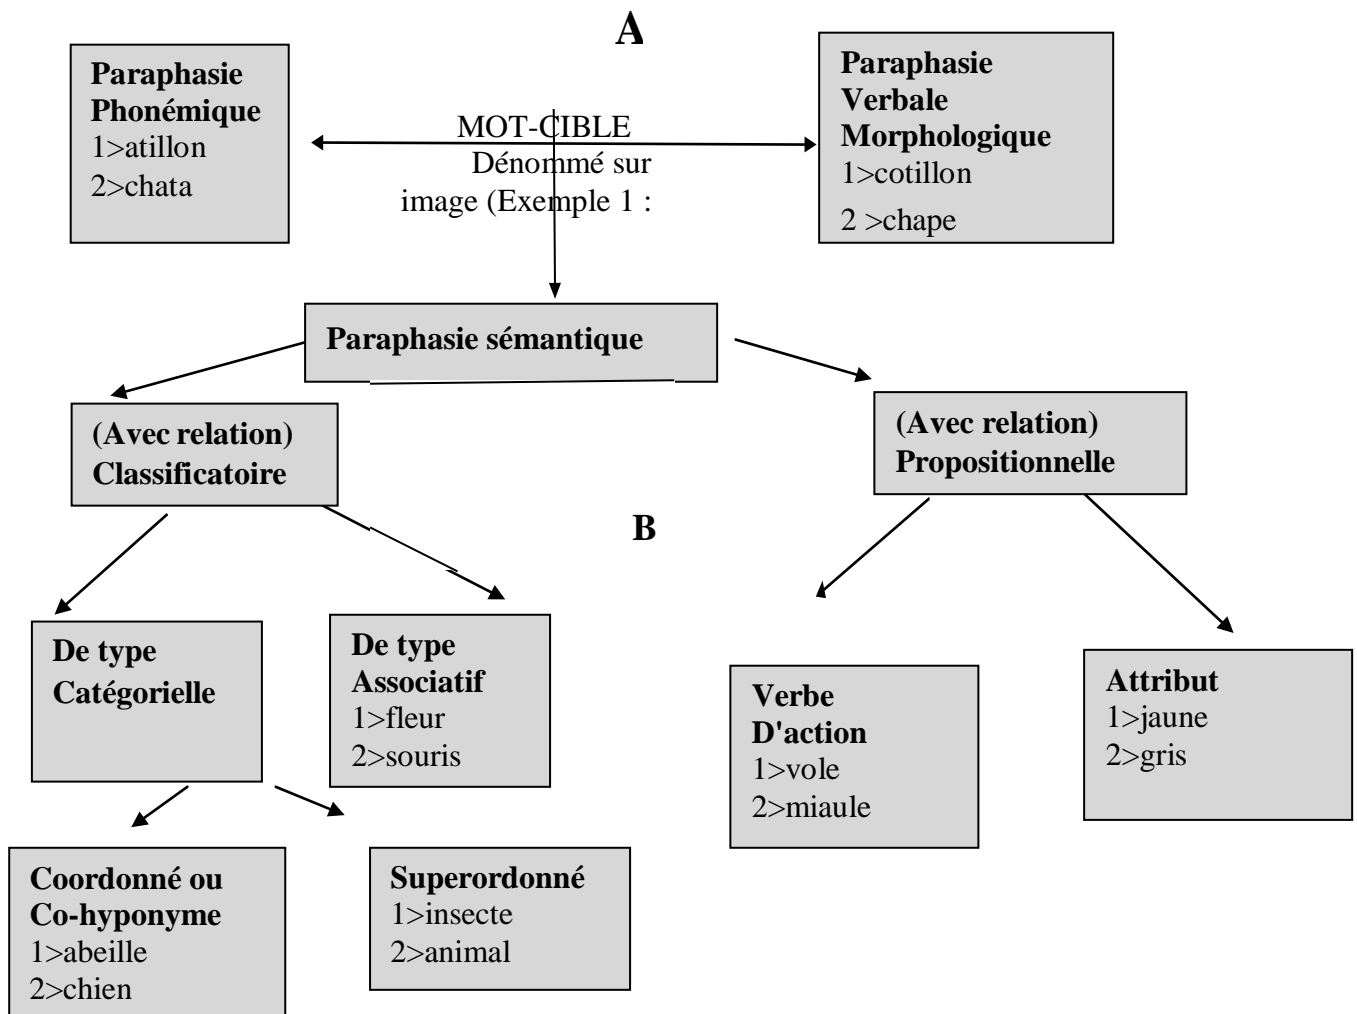 A
Paraphasie
Phonémique
1>atillon
2>chata
MOT-CIBLE
Dénommé sur
image (Exemple 1 :
Paraphasie
Verbale
Morphologique
1>cotillon
2 >chape
Paraphasie sémantique
(Avec relation)
Classificatoire
(Avec relation)
Propositionnelle
B
De type
Catégorielle
De type
Associatif
1>fleur
2>souris
Verbe
D'action
1>vole
2>miaule
Attribut
1>jaune
2>gris
Coordonné ou
Co-hyponyme
1>abeille
2>chien
Superordonné
1>insecte
2>animal